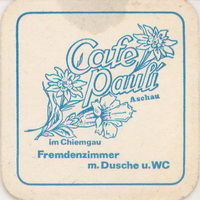 Cafe
Pauli
Aschau
im Chiemgau
Fremdenzimmer
m. Dusche u. WC